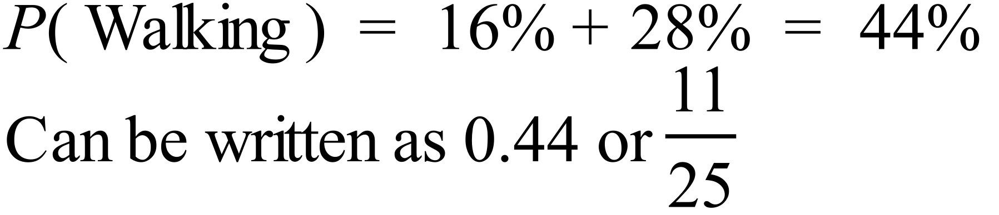 P( Walking ) = 16% + 28% = 44%
Can be written as 0.44 or 11/25